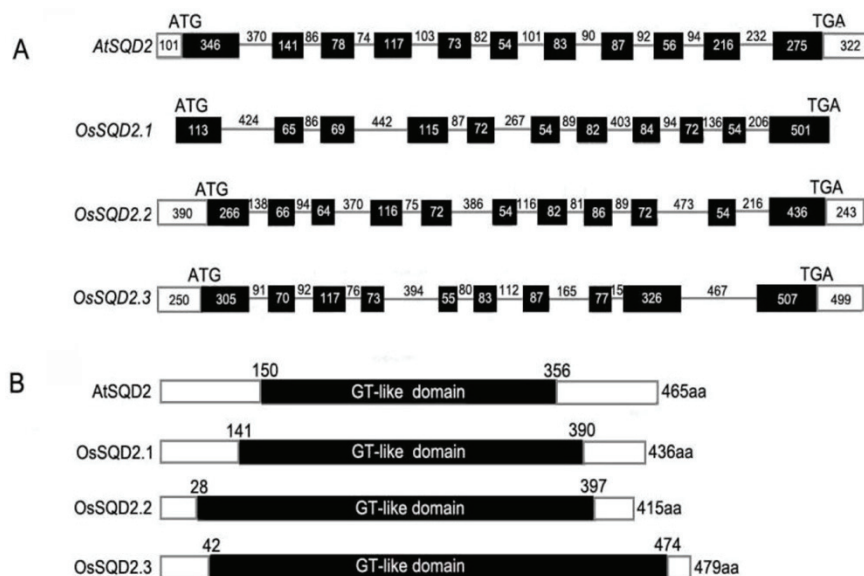 A
ATG TGA
370 86 74 103 82 101 90 92 94 232
AtSQD2 101 346 141 78 117 73 54 83 87 56 216 275 322
ATG TGA
424 86 442 87 267 89 403 94 136 206
OsSQD2.1 113 65 69 115 72 54 82 84 72 54 501
ATG TGA
138 94 370 75 386 116 81 89 473 216
OsSQD2.2 390 266 66 64 116 72 54 82 86 72 54 436 243
ATG TGA
91 92 76 394 80 112 165 15 467
OsSQD2.3 250 305 70 117 73 55 83 87 77 326 507 499
B
150 356
AtSQD2 GT-like domain 465aa
141 390
OsSQD2.1 GT-like domain 436aa
28 397
OsSQD2.2 GT-like domain 415aa
42 474
OsSQD2.3 GT-like domain 479aa